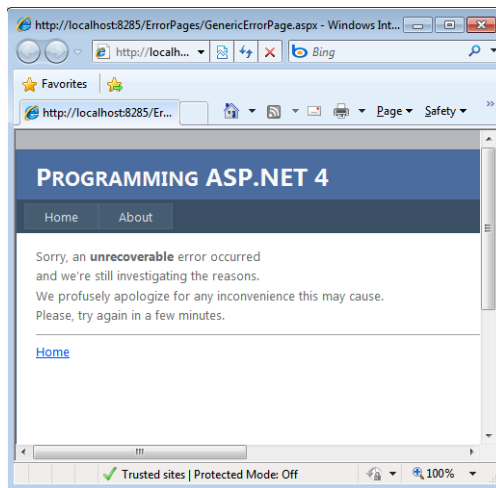 http://localhost:8285/ErrorPages/GenericErrorPage.aspx - Windows Int...
http://localh...
Bing
Favorites
http://localhost:8285/Er...
Page
Safety
»
PROGRAMMING ASP.NET 4
Home
About
Sorry, an unrecoverable error occurred
and we're still investigating the reasons.
We profusely apologize for any inconvenience this may cause.
Please, try again in a few minutes.
Home
Trusted sites | Protected Mode: Off
100%